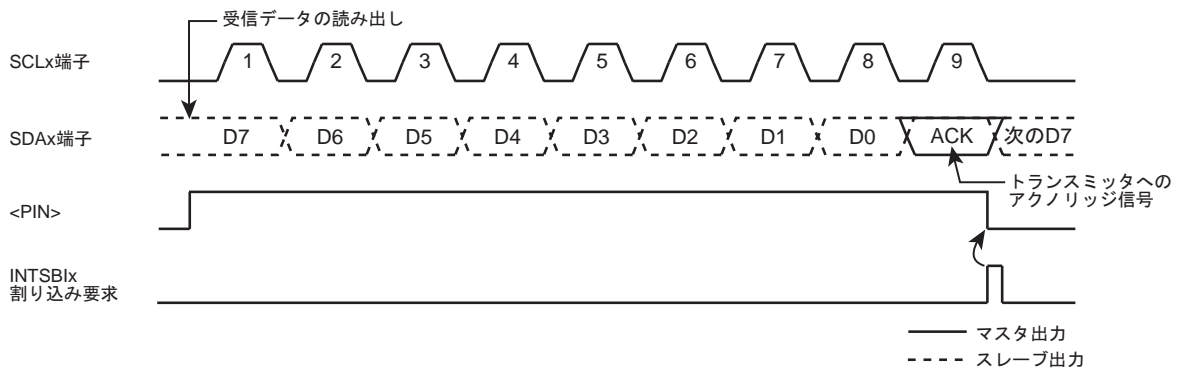 受信データの読み出し
SCLx端子
1 2 3 4 5 6 7 8 9
SDAx端子
D7 D6 D5 D4 D3 D2 D1 D0 ACK 次のD7
トランスミッタへの
アクノリッジ信号
<PIN>
INTSBIx
割り込み要求
マスタ出力
スレーブ出力